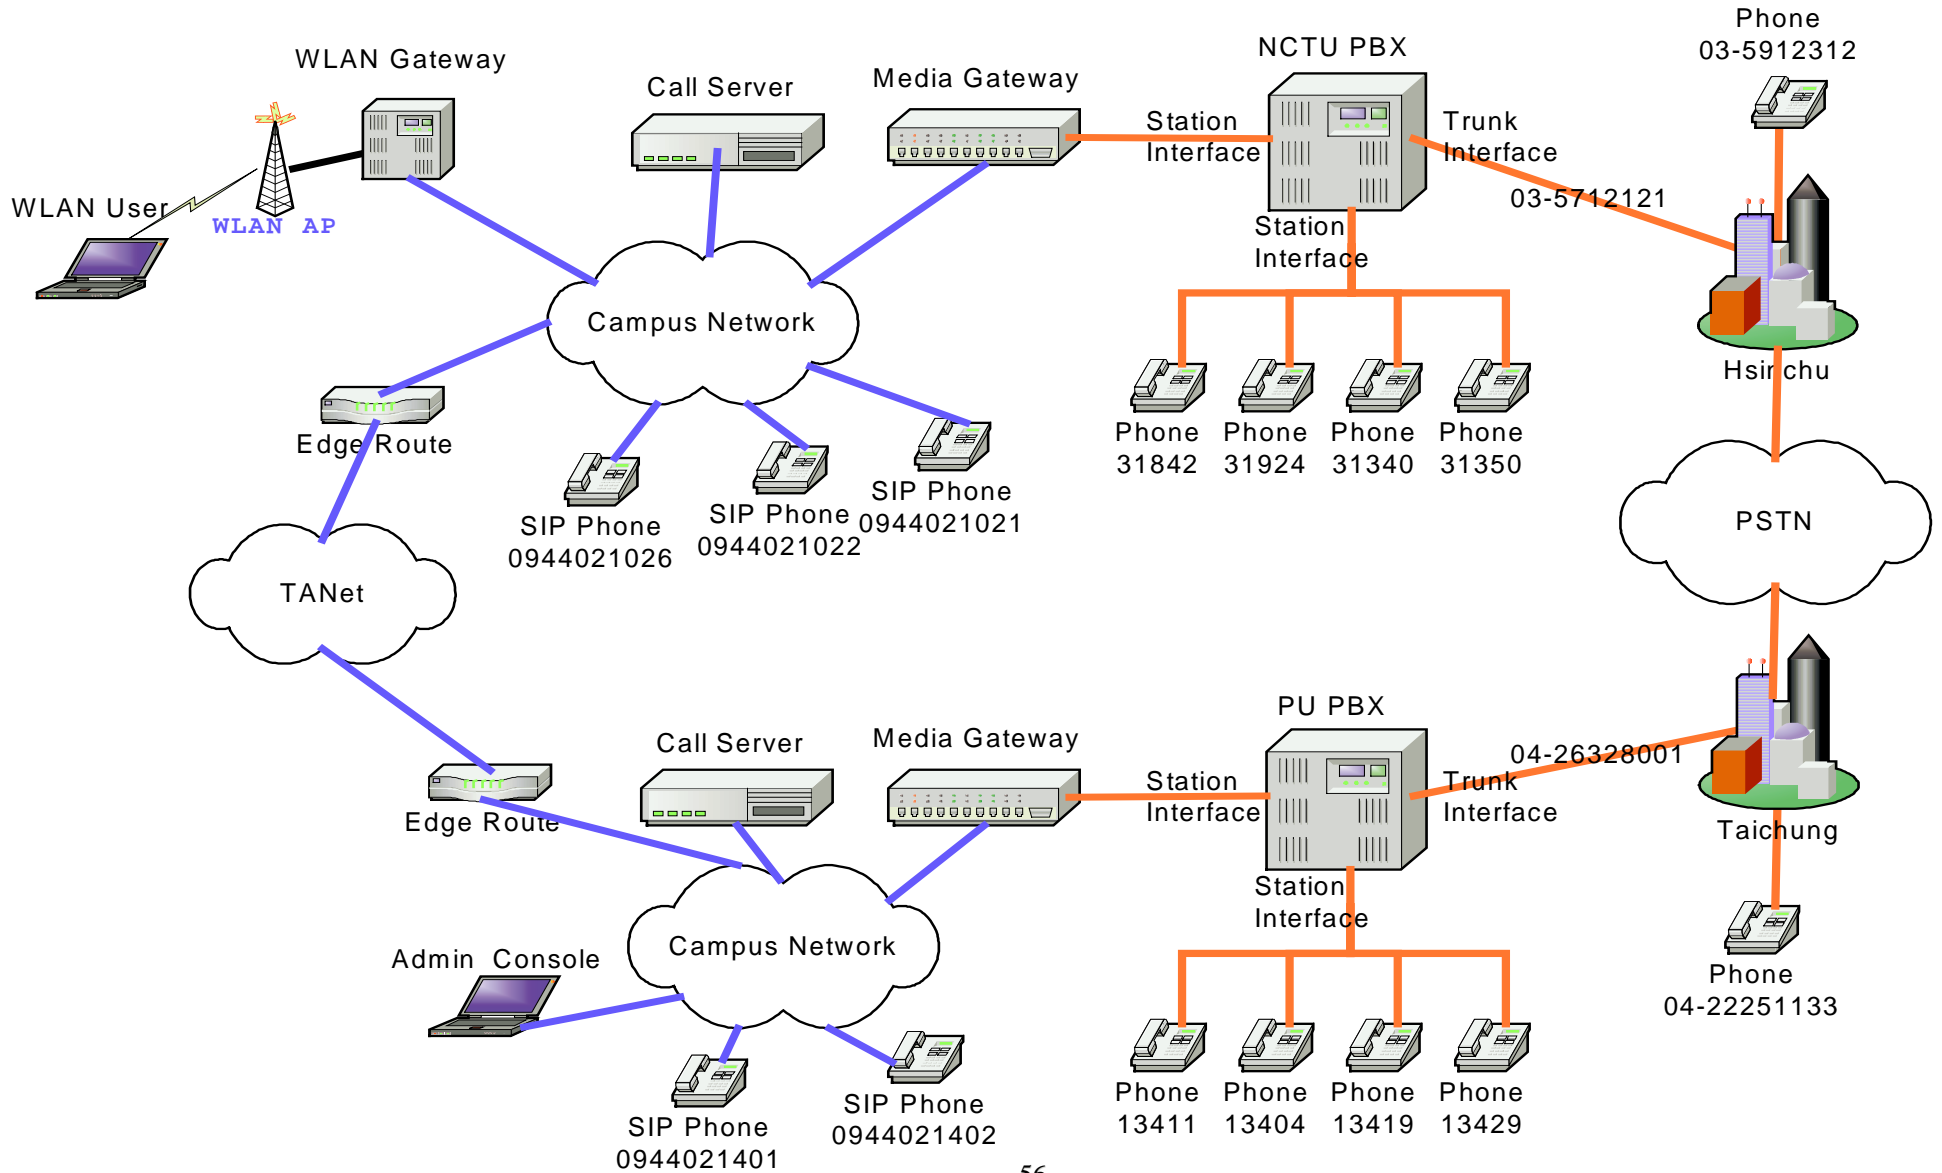 Phone
03-5912312
NCTU PBX
WLAN Gateway
Call Server
Media Gateway
Station
Interface
Trunk
Interface
03-5712121
WLAN User
WLAN AP
Station
Interface
Campus Network
Hsinchu
Edge Route
Phone
31842
Phone
31924
Phone
31340
Phone
31350
SIP Phone
0944021026
SIP Phone
0944021022
SIP Phone
0944021021
PSTN
TANet
PU PBX
Call Server
Media Gateway
04-26328001
Station
Interface
Trunk
Interface
Edge Route
Taichung
Station
Interface
Campus Network
Admin Console
Phone
04-22251133
Phone
13411
Phone
13404
Phone
13419
Phone
13429
SIP Phone
0944021402
SIP Phone
0944021401
56